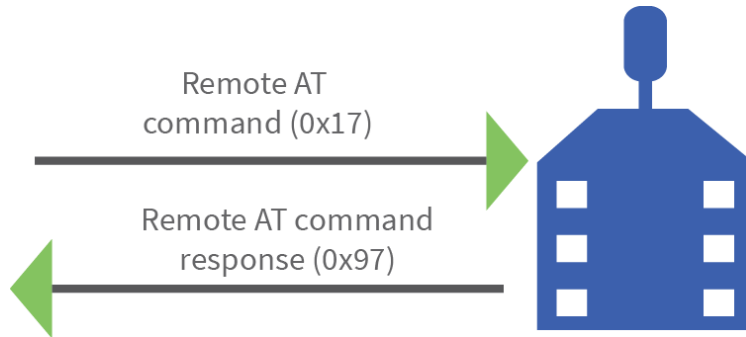 Remote AT
command (0x17)
Remote AT command
response (0x97)